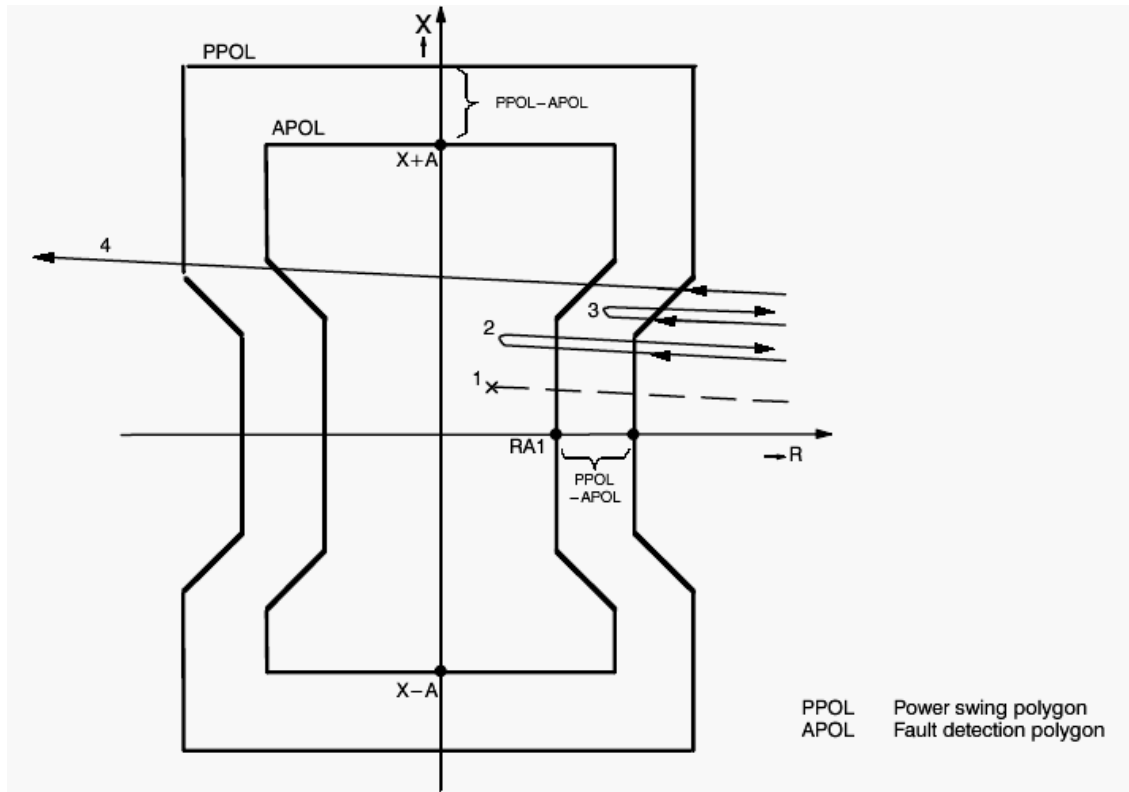 X
PPOL
PPOL–APOL
APOL
X+A
4
3
2
1
RA1
R
PPOL
–APOL
X–A
PPOL Power swing polygon
APOL Fault detection polygon